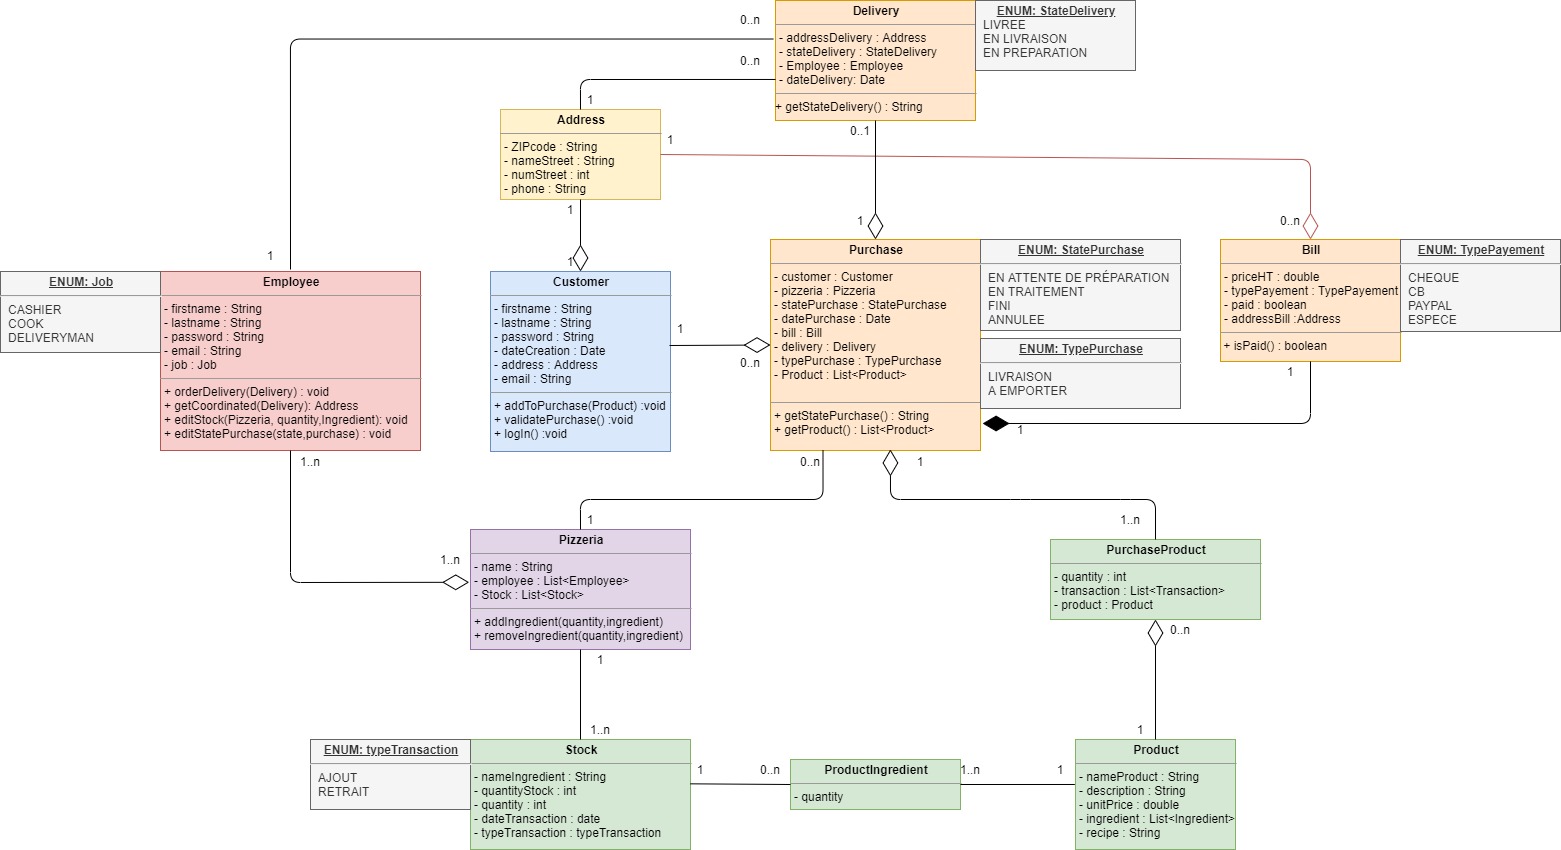 Delivery
- addressDelivery : Address
- stateDelivery : StateDelivery
- Employee : Employee
- dateDelivery: Date
+ getStateDelivery() : String
ENUM: StateDelivery
LIVREE
EN LIVRAISON
EN PREPARATION
0..n
0..n
1
0..1
Address
- ZIPcode : String
- nameStreet : String
- numStreet : int
- phone : String
1
1
1
1
0..n
1
ENUM: Job
CASHIER
COOK
DELIVERYMAN
Employee
- firstname : String
- lastname : String
- password : String
- email : String
- job : Job
+ orderDelivery(Delivery) : void
+ getCoordinated(Delivery): Address
+ editStock(Pizzeria, quantity,Ingredient): void
+ editStatePurchase(state,purchase) : void
1..n
Customer
- firstname : String
- lastname : String
- password : String
- dateCreation : Date
- address : Address
- email : String
+ addToPurchase(Product) :void
+ validatePurchase() :void
+ logIn() :void
1
0..n
Purchase
- customer : Customer
- pizzeria : Pizzeria
- statePurchase : StatePurchase
- datePurchase : Date
- bill : Bill
- delivery : Delivery
- typePurchase : TypePurchase
- Product : List<Product>
+ getStatePurchase() : String
+ getProduct() : List<Product>
ENUM: StatePurchase
EN ATTENTE DE PRÉPARATION
EN TRAITEMENT
FINI
ANNULEE
ENUM: TypePurchase
LIVRAISON
A EMPORTER
Bill
- priceHT : double
- typePayement : TypePayement
- paid : boolean
- addressBill :Address
+ isPaid() : boolean
ENUM: TypePayement
CHEQUE
CB
PAYPAL
ESPECE
1
1
0..n
1
1
1..n
1..n
Pizzeria
- name : String
- employee : List<Employee>
- Stock : List<Stock>
+ addIngredient(quantity,ingredient)
+ removeIngredient(quantity,ingredient)
1
1..n
PurchaseProduct
- quantity : int
- transaction : List<Transaction>
- product : Product
0..n
1
ENUM: typeTransaction
AJOUT
RETRAIT
Stock
- nameIngredient : String
- quantityStock : int
- quantity : int
- dateTransaction : date
- typeTransaction : typeTransaction
1
0..n
ProductIngredient
- quantity
1..n
1
Product
- nameProduct : String
- description : String
- unitPrice : double
- ingredient : List<Ingredient>
- recipe : String